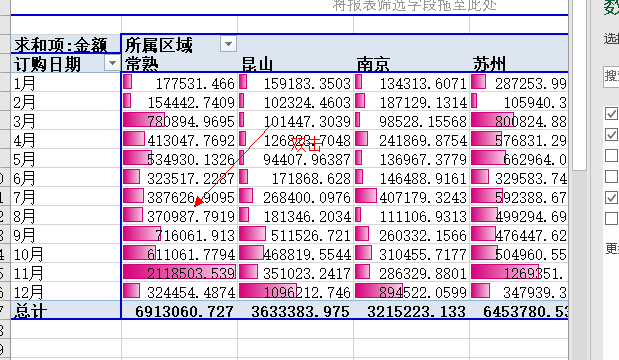 将报表筛选字段拖至此处
求和项:金额 所属区域
订购日期 常熟 昆山 南京 苏州
1月 177531.466 159183.3503 134313.6071 287253.99
2月 154442.7409 102324.4603 187129.1314 105940.3
3月 780894.9695 101447.3039 98528.15568 800824.88
4月 413047.7692 7048 241869.8754 576831.29
双击
5月 534930.1326 94407.96387 136967.3779 662964.0
6月 323517.2287 171868.628 146488.9161 329583.74
7月 387626.9095 268400.0976 407179.3243 592388.67
8月 370987.7919 181346.2034 111106.9313 499294.69
9月 716061.913 511526.721 260332.1566 476447.62
10月 611061.7794 468819.5544 310455.7177 504960.55
11月 2118503.539 351023.2417 286329.8801 1269351.
12月 324454.4874 1096212.746 894522.0599 347939.3
总计 6913060.727 3633383.975 3215223.133 6453780.53